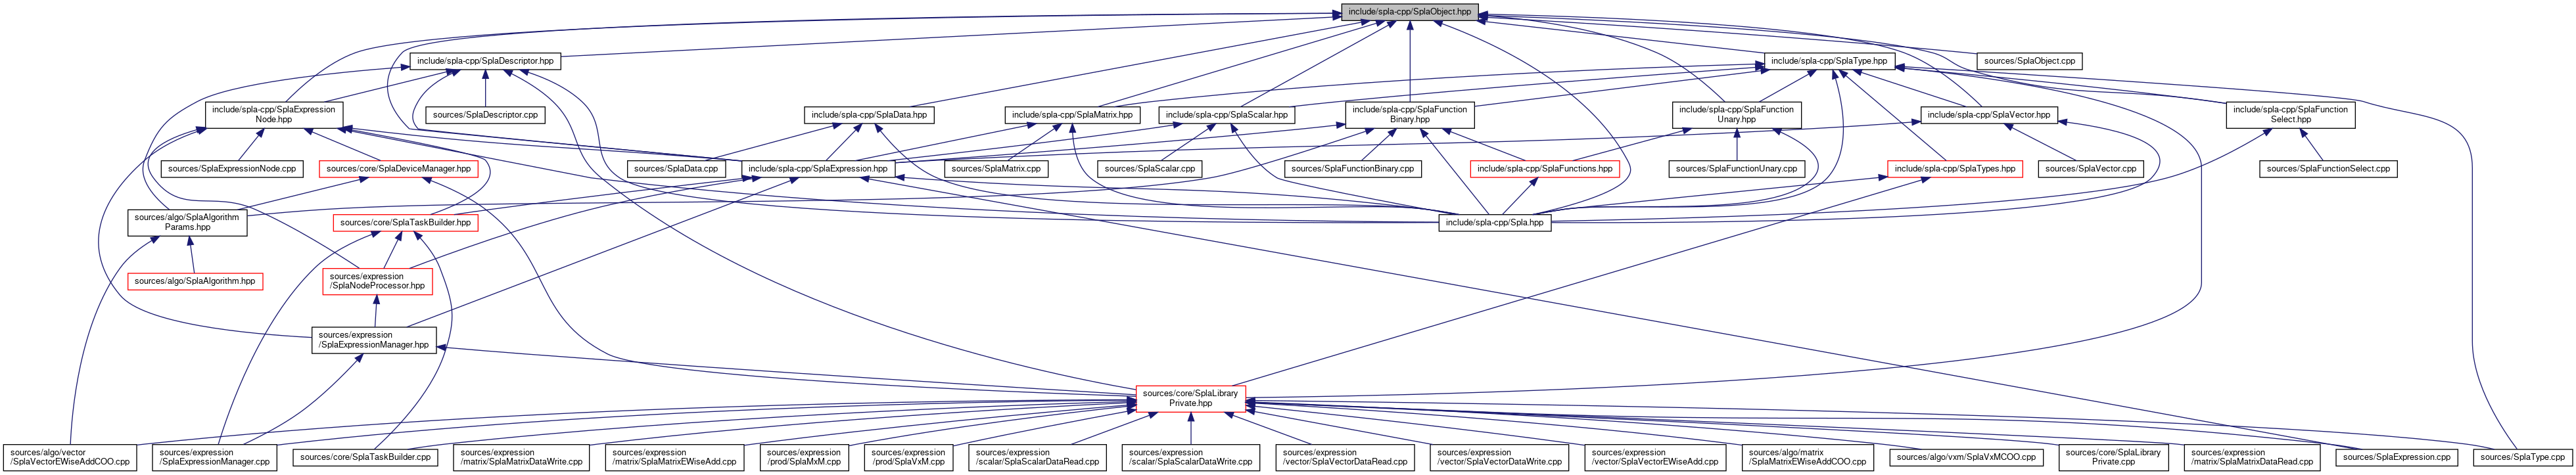 include/spla-cpp/SplaObject.hpp
include/spla-cpp/SplaDescriptor.hpp
include/spla-cpp/SplaType.hpp
sources/SplaObject.cpp
include/spla-cpp/SplaExpression
Node.hpp
sources/SplaDescriptor.cpp
include/spla-cpp/SplaData.hpp
include/spla-cpp/SplaMatrix.hpp
include/spla-cpp/SplaScalar.hpp
include/spla-cpp/SplaFunction
Binary.hpp
include/spla-cpp/SplaFunction
Unary.hpp
include/spla-cpp/SplaVector.hpp
include/spla-cpp/SplaFunction
Select.hpp
sources/SplaExpressionNode.cpp
sources/core/SplaDeviceManager.hpp
sources/SplaData.cpp
include/spla-cpp/SplaExpression.hpp
sources/SplaMatrix.cpp
sources/SplaScalar.cpp
sources/SplaFunctionBinary.cpp
include/spla-cpp/SplaFunctions.hpp
sources/SplaFunctionUnary.cpp
include/spla-cpp/SplaTypes.hpp
sources/SplaVector.cpp
sources/SplaFunctionSelect.cpp
sources/algo/SplaAlgorithm
Params.hpp
sources/core/SplaTaskBuilder.hpp
include/spla-cpp/Spla.hpp
sources/algo/SplaAlgorithm.hpp
sources/expression
/SplaNodeProcessor.hpp
sources/expression
/SplaExpressionManager.hpp
sources/core/SplaLibrary
Private.hpp
sources/algo/vector
/SplaVectorEWiseAddCOO.cpp
sources/expression
/SplaExpressionManager.cpp
sources/core/SplaTaskBuilder.cpp
sources/expression
/matrix/SplaMatrixDataWrite.cpp
sources/expression
/matrix/SplaMatrixEWiseAdd.cpp
sources/expression
/prod/SplaMxM.cpp
sources/expression
/prod/SplaVxM.cpp
sources/expression
/scalar/SplaScalarDataRead.cpp
sources/expression
/scalar/SplaScalarDataWrite.cpp
sources/expression
/vector/SplaVectorDataRead.cpp
sources/expression
/vector/SplaVectorDataWrite.cpp
sources/expression
/vector/SplaVectorEWiseAdd.cpp
sources/algo/matrix
/SplaMatrixEWiseAddCOO.cpp
sources/algo/vxm/SplaVxMCOO.cpp
sources/core/SplaLibrary
Private.cpp
sources/expression
/matrix/SplaMatrixDataRead.cpp
sources/SplaExpression.cpp
sources/SplaType.cpp